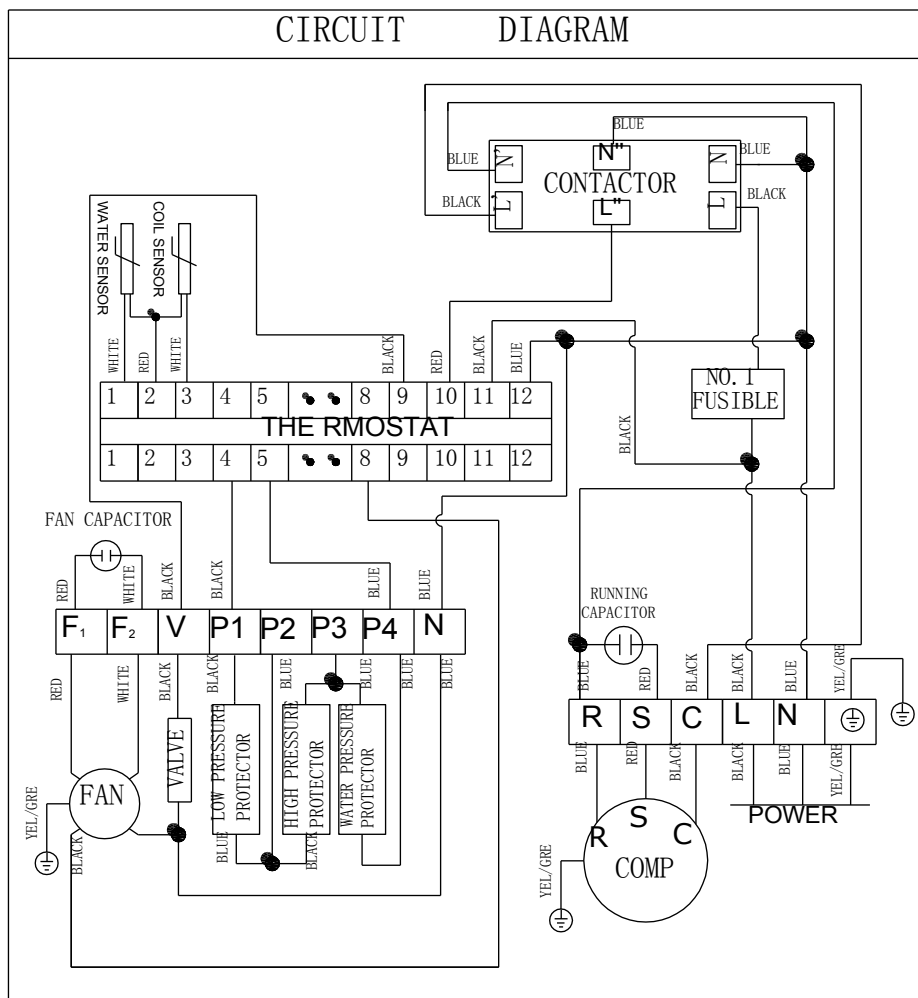 CIRCUIT DIAGRAM
BLUE
BLUE
BLUE
N'
N"
N
CONTACTOR
BLACK
BLACK
L'
L"
L
WATER SENSOR
COIL SENSOR
WHITE
RED
WHITE
BLACK
RED
BLACK
BLUE
1 2 3 4 5 8 9 10 11 12
THE RMOSTAT
1 2 3 4 5 8 9 10 11 12
NO.1
FUSIBLE
BLACK
FAN CAPACITOR
RED
WHITE
BLACK
BLACK
BLUE
BLUE
F1 F2 V P1 P2 P3 P4 N
RED
WHITE
BLACK
BLACK
BLUE
BLUE
BLUE
BLUE
VALVE
LOW PRESSURE
PROTECTOR
HIGH PRESSURE
PROTECTOR
WATER PRESSURE
PROTECTOR
FAN
YEL/GRE
BLACK
BLUE
BLACK
RUNNING
CAPACITOR
BLUE
RED
BLACK
BLACK
BLUE
YEL/GRE
R S C L N
BLUE
RED
BLACK
BLACK
BLUE
YEL/GRE
POWER
R S C
COMP
YEL/GRE